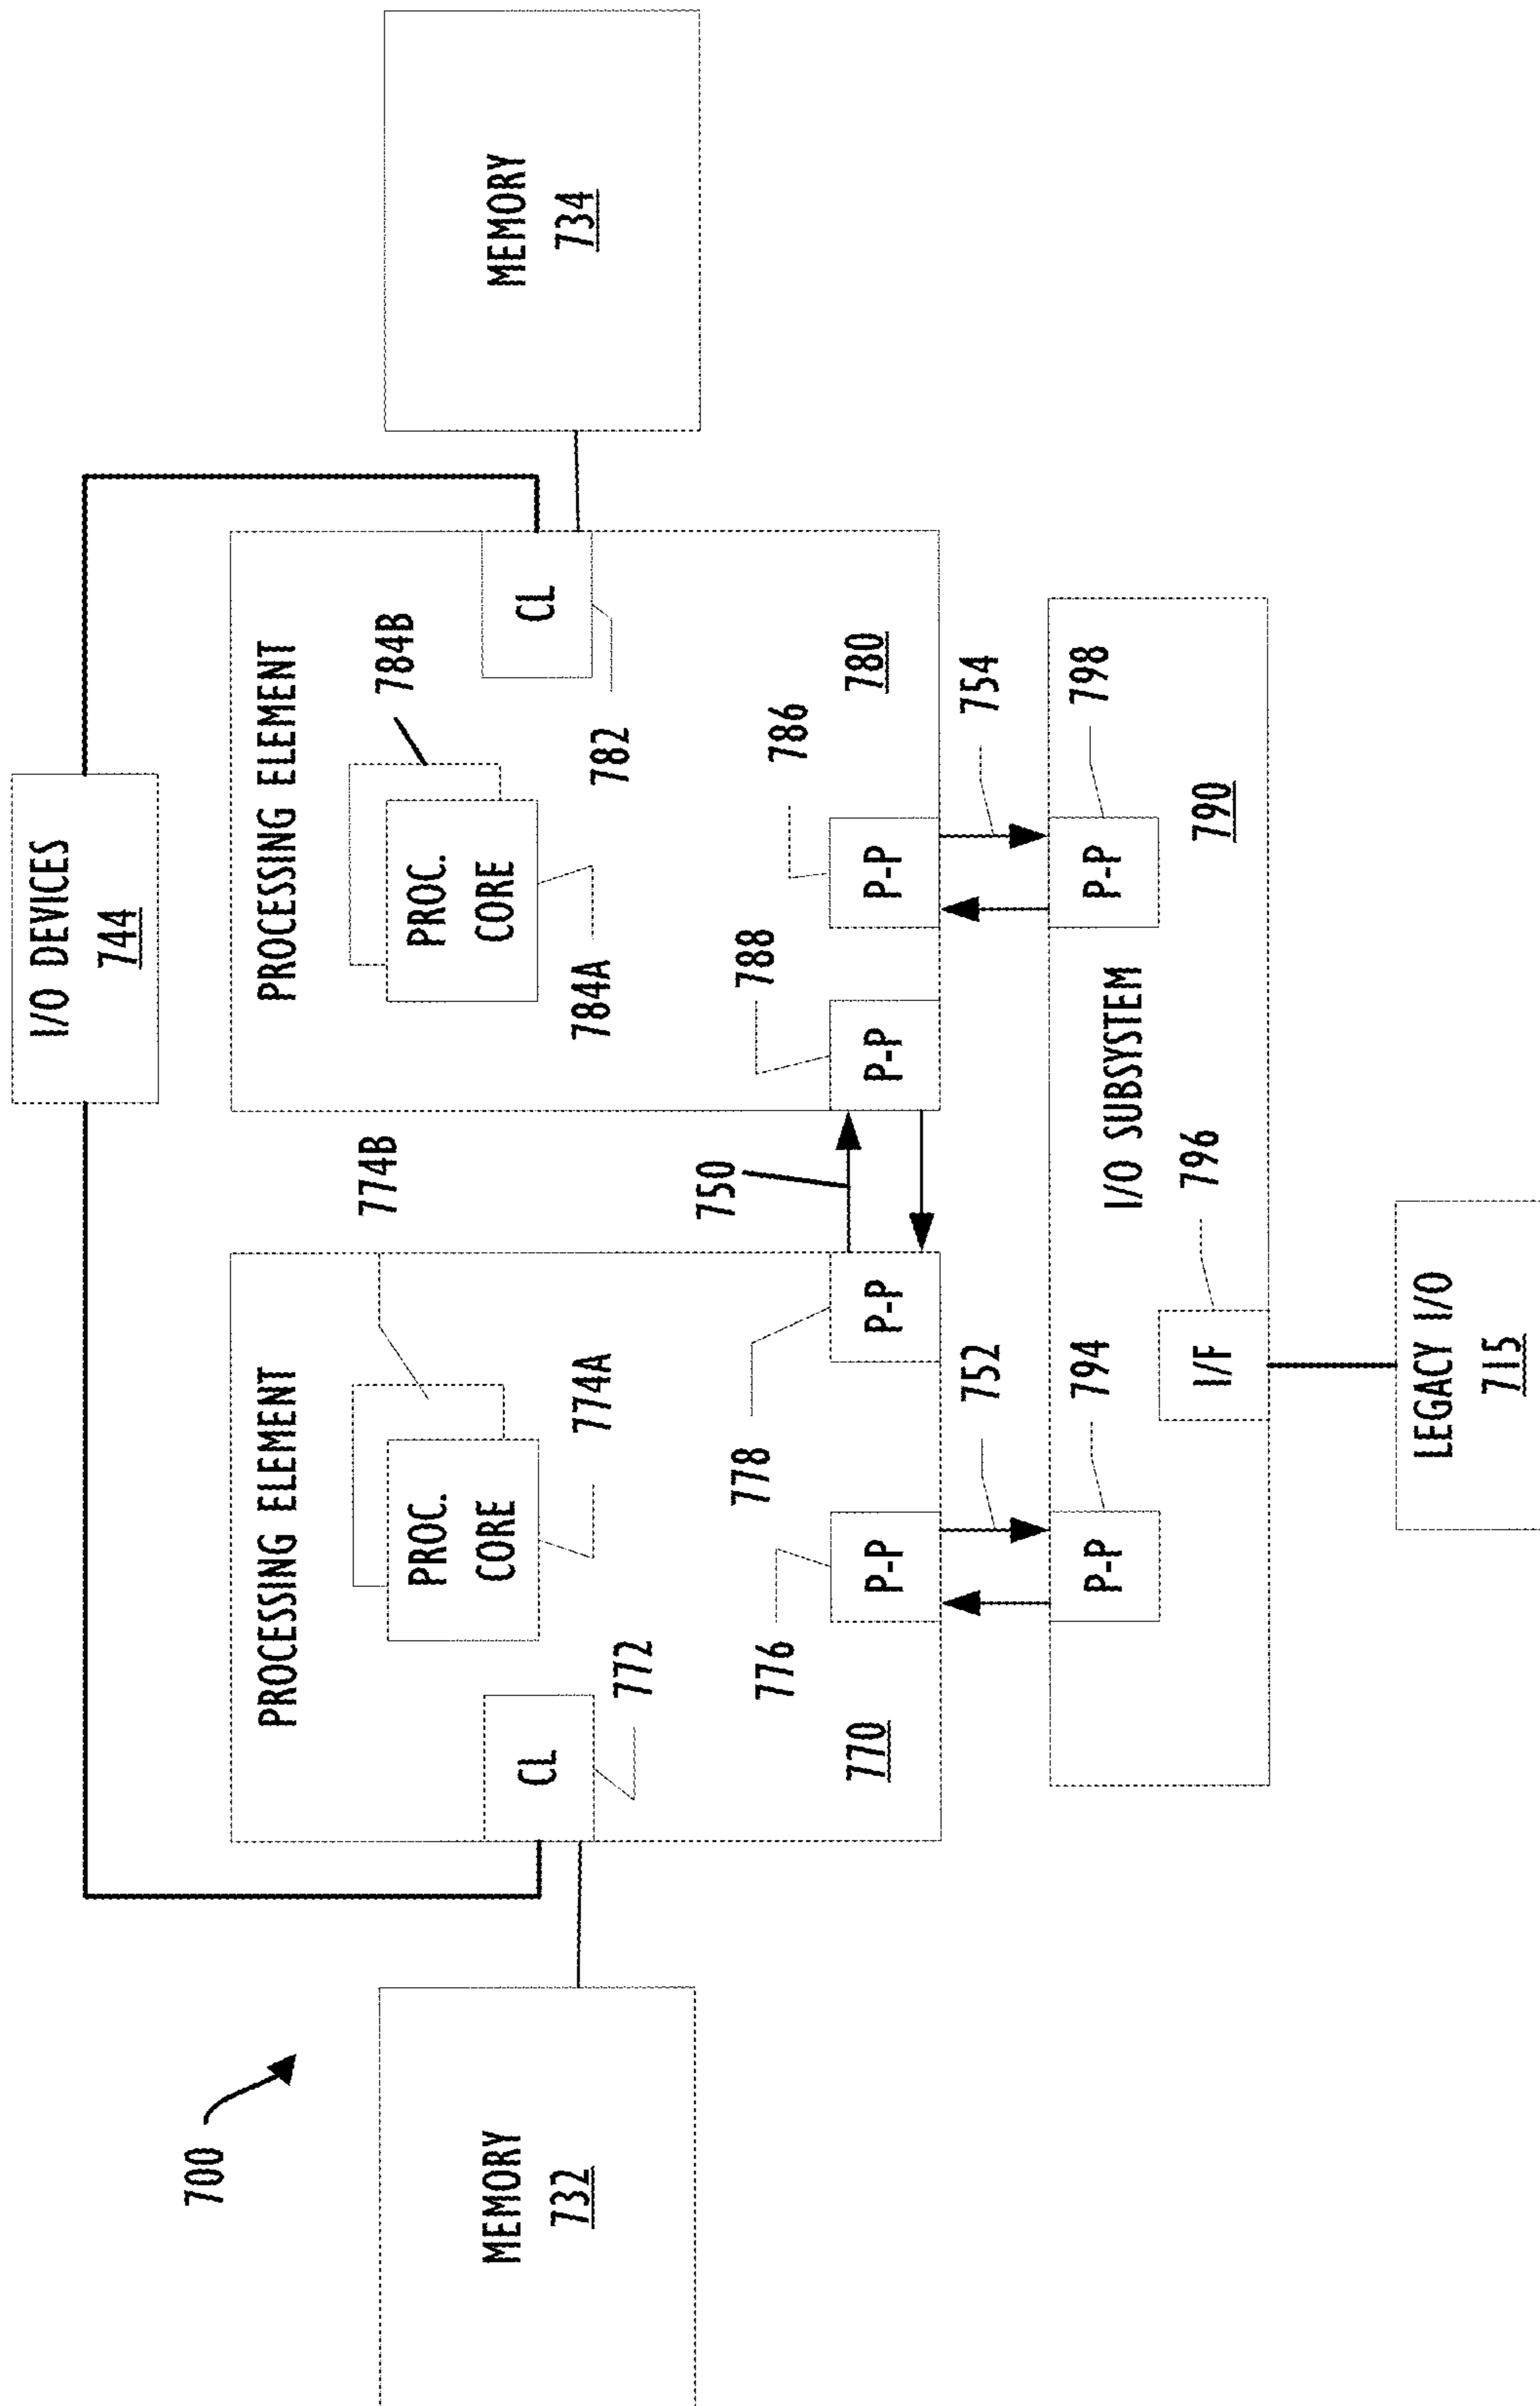 700
I/O DEVICES
744
MEMORY
732
PROCESSING ELEMENT
774B
PROC.
CORE
774A
CL
772
778
P-P
776
P-P
770
750
PROCESSING ELEMENT
784B
PROC.
CORE
784A
CL
782
788
P-P
786
P-P
780
MEMORY
734
752
754
794
P-P
I/O SUBSYSTEM
796
I/F
798
P-P
790
LEGACY I/O
715